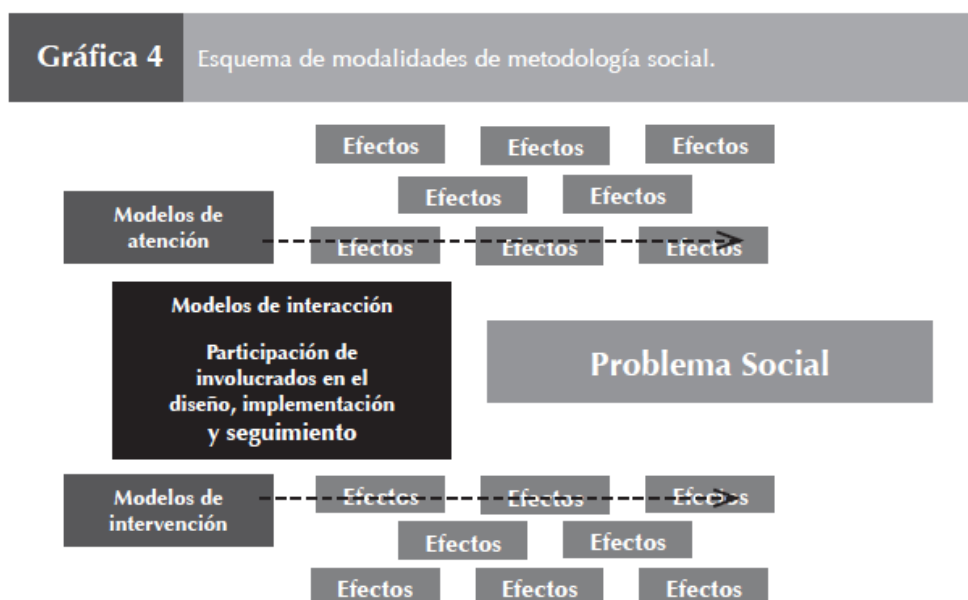 Gráfica 4
Esquema de modalidades de metodología social.
Efectos Efectos Efectos
Efectos Efectos
Modelos de
atención
Efectos Efectos Efectos
Modelos de interacción
Participación de
involucrados en el
diseño, implementación
y seguimiento
Problema Social
Modelos de
intervención
Efectos Efectos Efectos
Efectos Efectos
Efectos Efectos Efectos